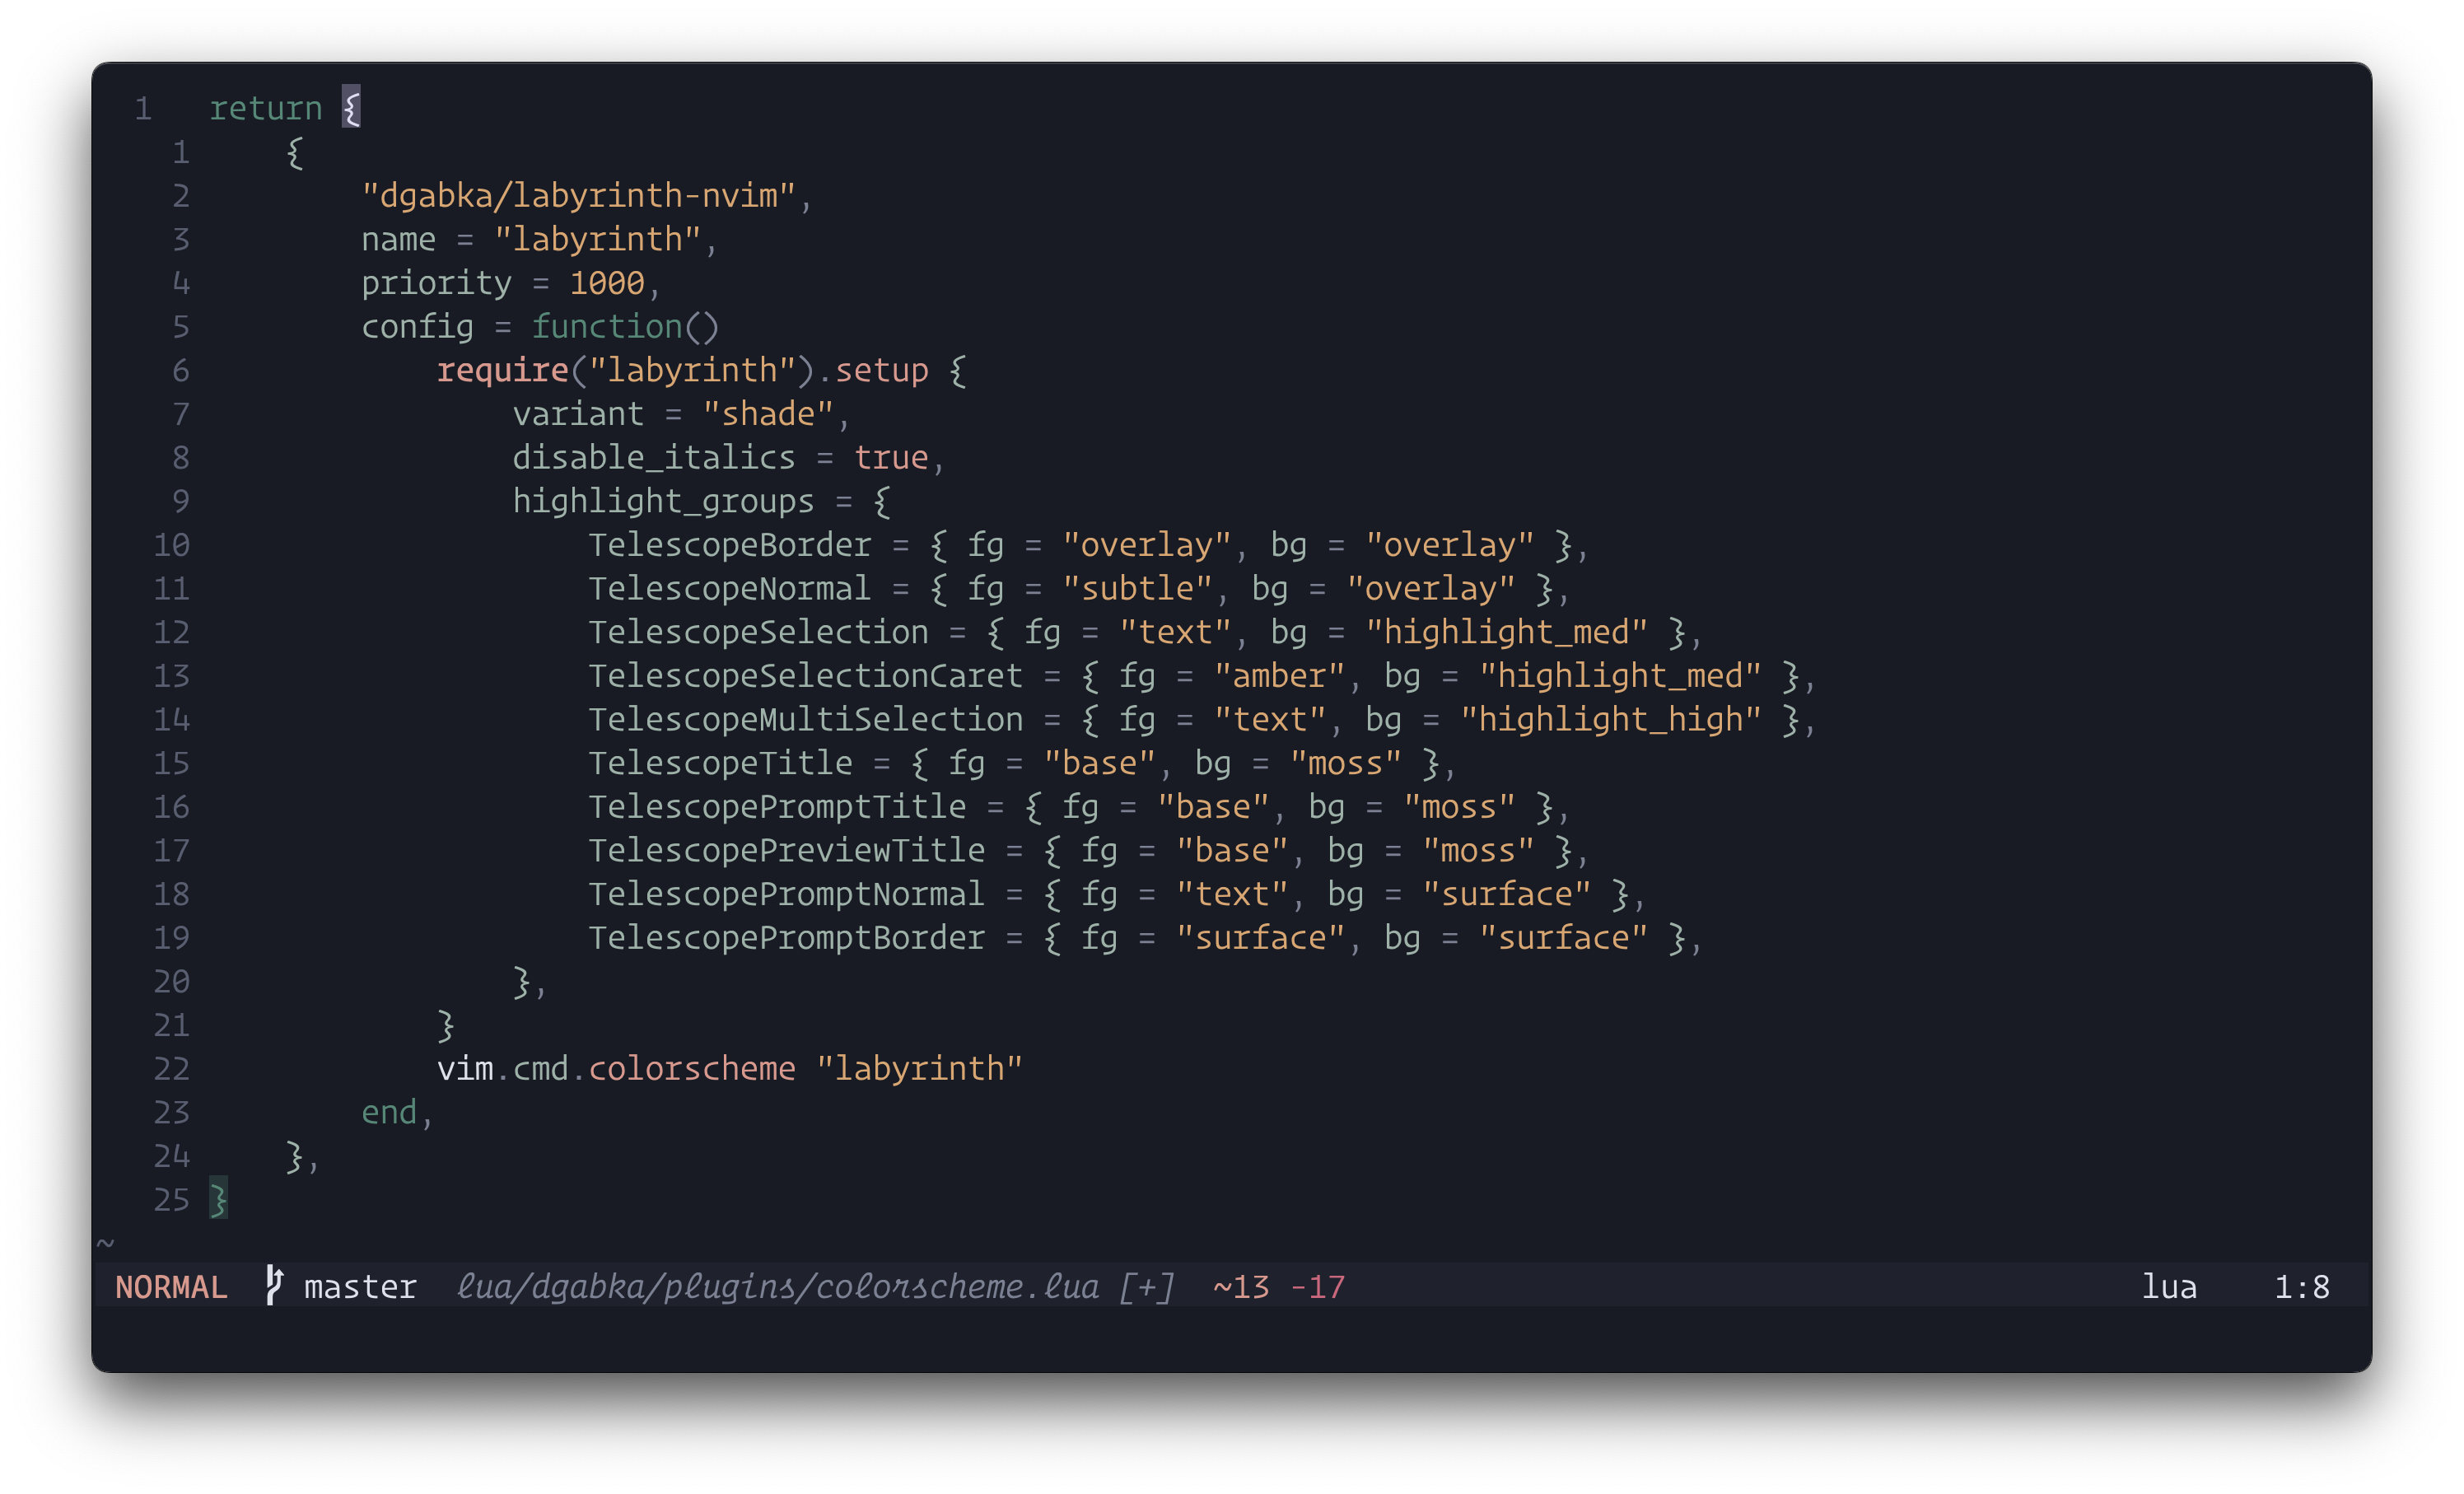 1   return {
  1     {
  2         "dgabka/labyrinth-nvim",
  3         name = "labyrinth",
  4         priority = 1000,
  5         config = function()
  6             require("labyrinth").setup {
  7                 variant = "shade",
  8                 disable_italics = true,
  9                 highlight_groups = {
 10                     TelescopeBorder = { fg = "overlay", bg = "overlay" },
 11                     TelescopeNormal = { fg = "subtle", bg = "overlay" },
 12                     TelescopeSelection = { fg = "text", bg = "highlight_med" },
 13                     TelescopeSelectionCaret = { fg = "amber", bg = "highlight_med" },
 14                     TelescopeMultiSelection = { fg = "text", bg = "highlight_high" },
 15                     TelescopeTitle = { fg = "base", bg = "moss" },
 16                     TelescopePromptTitle = { fg = "base", bg = "moss" },
 17                     TelescopePreviewTitle = { fg = "base", bg = "moss" },
 18                     TelescopePromptNormal = { fg = "text", bg = "surface" },
 19                     TelescopePromptBorder = { fg = "surface", bg = "surface" },
 20                 },
 21             }
 22             vim.cmd.colorscheme "labyrinth"
 23         end,
 24     },
 25 }
~
NORMAL  master  lua/dgabka/plugins/colorscheme.lua [+]  ~13 -17  lua  1:8